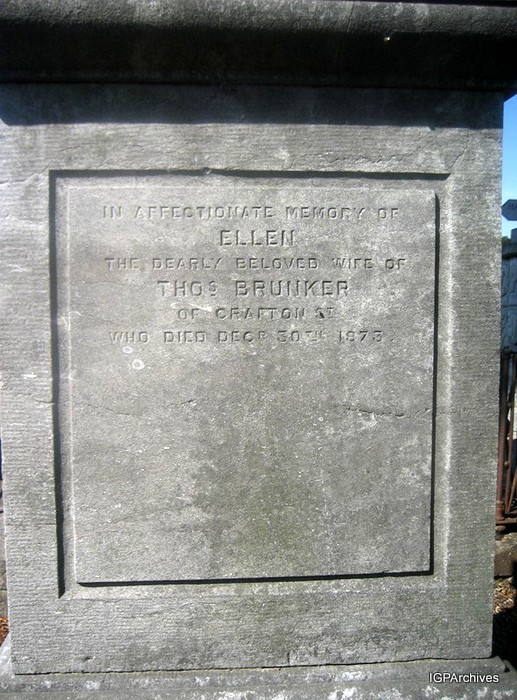 IN AFFECTIONATE MEMORY OF
ELLEN
THE DEARLY BELOVED WIFE OF
THOS BRUNKER
OF GRAFTON ST
WHO DIED DECR 30TH 1873.
IGPArchives